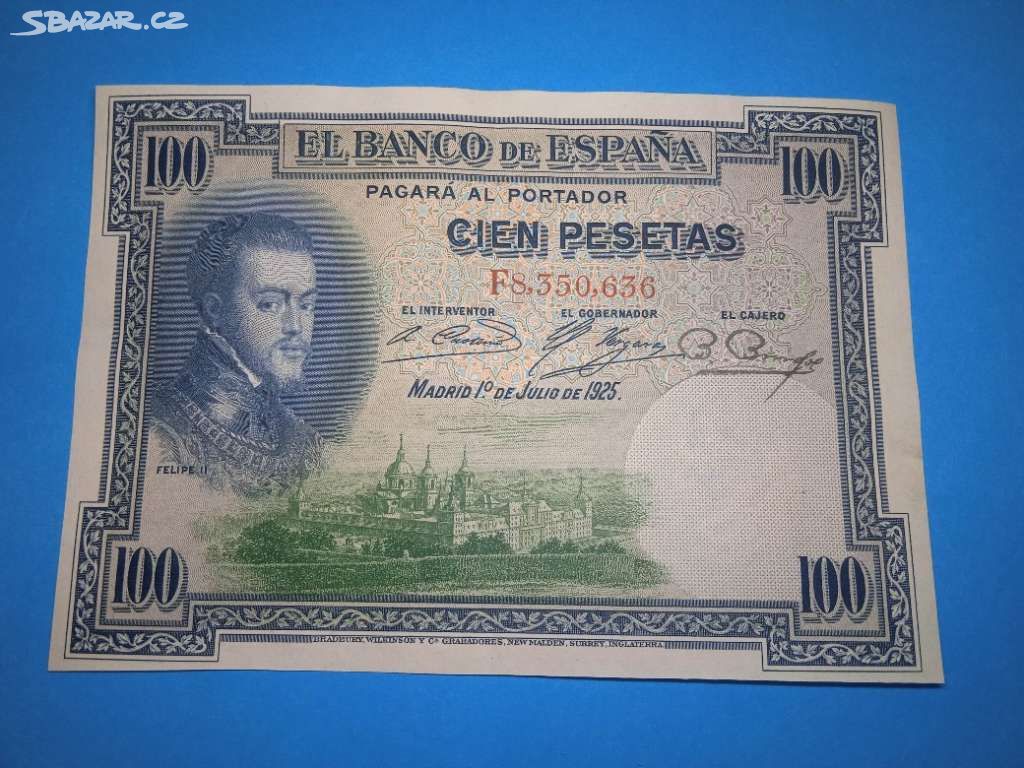 SBAZAR.CZ
100 EL BANCO DE ESPAÑA 100
PAGARÁ AL PORTADOR
CIEN PESETAS
F8,350,636
EL INTERVENTOR EL GOBERNADOR EL CAJERO
MADRID 1.º DE JULIO DE 1925.
FELIPE II
100 100
BRADBURY, WILKINSON Y Cª GRABADORES, NEW MALDEN, SURREY, INGLATERRA.